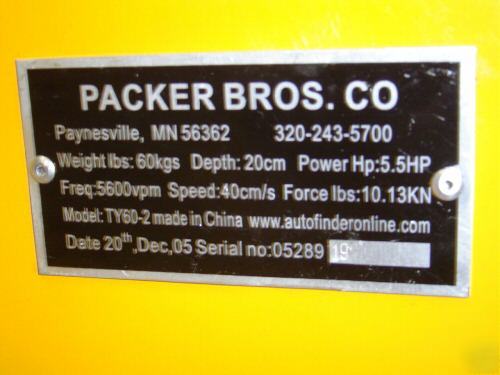 PACKER BROS. CO
Paynesville, MN 56362 320-243-5700
Weight lbs: 60kgs Depth: 20cm Power Hp:5.5HP
Freq:5600vpm Speed:40cm/s Force lbs:10.13KN
Model: TY60-2 made in China www.autofinderonline.com
Date 20th,Dec,05 Serial no:05289 19